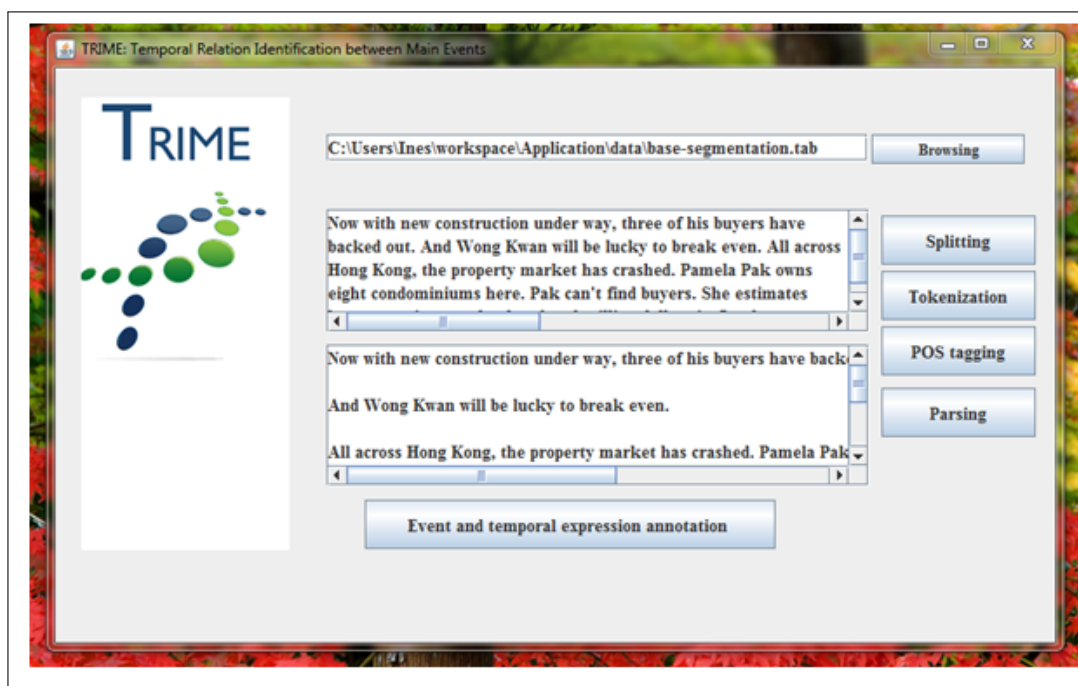 TRIME: Temporal Relation Identification between Main Events
TRIME
C:\Users\Ines\workspace\Application\data\base-segmentation.tab
Browsing
Now with new construction under way, three of his buyers have
backed out. And Wong Kwan will be lucky to break even. All across
Hong Kong, the property market has crashed. Pamela Pak owns
eight condominiums here. Pak can't find buyers. She estimates
Splitting
Tokenization
POS tagging
Parsing
Now with new construction under way, three of his buyers have back
And Wong Kwan will be lucky to break even.
All across Hong Kong, the property market has crashed. Pamela Pak
Event and temporal expression annotation